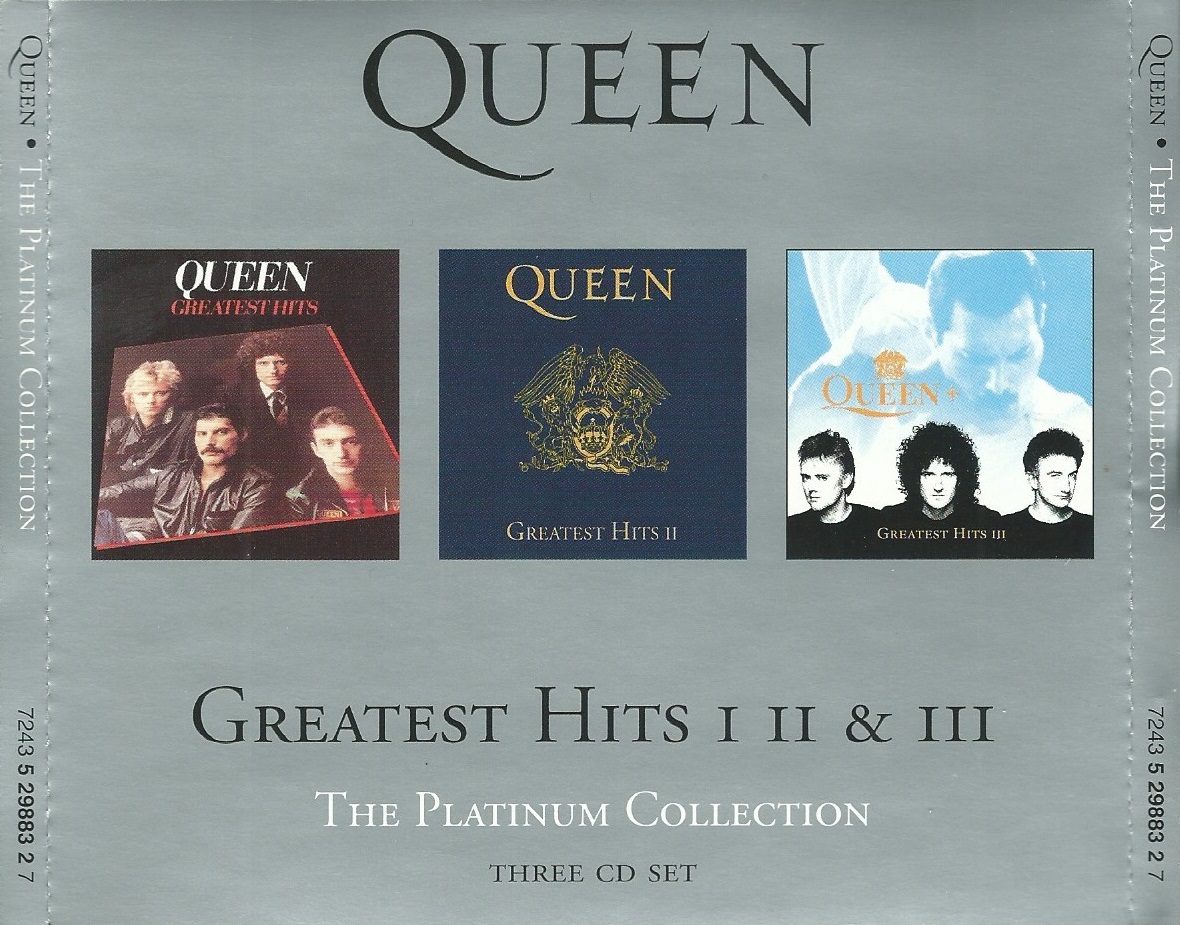 QUEEN
QUEEN • THE PLATINUM COLLECTION
7243 5 29883 2 7
QUEEN
GREATEST HITS
QUEEN
GREATEST HITS II
QUEEN+
GREATEST HITS III
GREATEST HITS I II & III
THE PLATINUM COLLECTION
THREE CD SET
QUEEN • THE PLATINUM COLLECTION
7243 5 29883 2 7